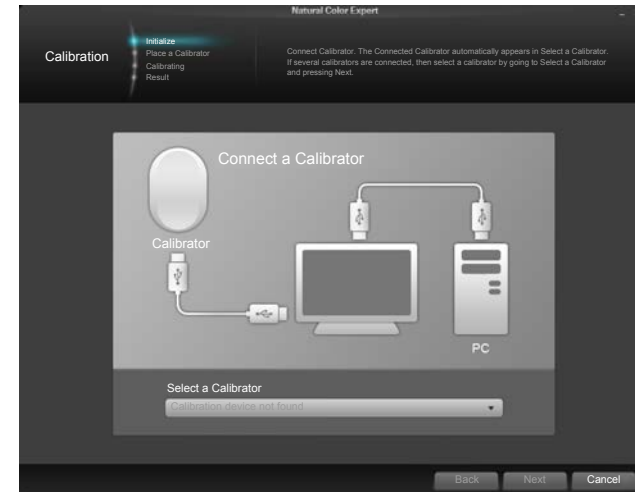 Natural Color Expert
Calibration
Initialize
Place a Calibrator
Calibrating
Result
Connect Calibrator. The Connected Calibrator automatically appears in Select a Calibrator.
If several calibrators are connected, then select a calibrator by going to Select a Calibrator
and pressing Next.
Connect a Calibrator
Calibrator
PC
Select a Calibrator
Calibration device not found
Back
Next
Cancel